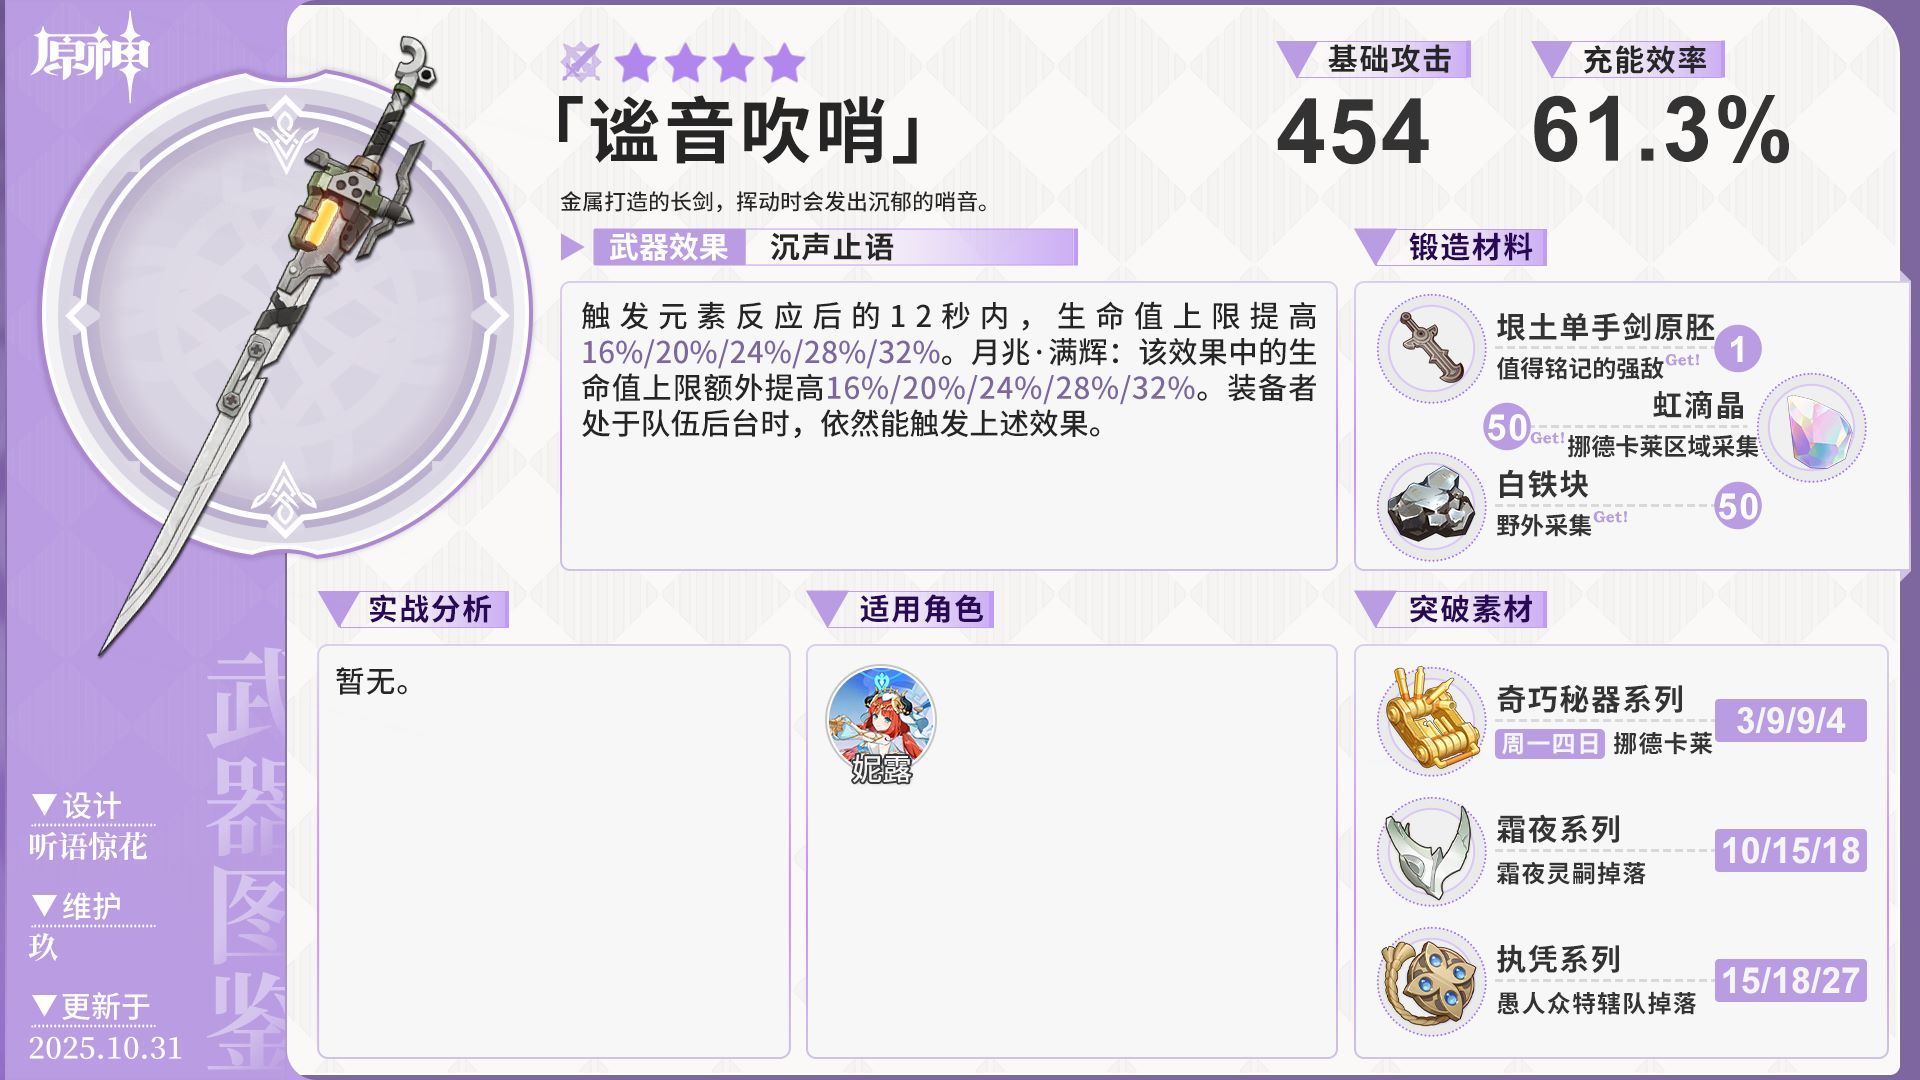 原神
「谧音吹哨」
金属打造的长剑，挥动时会发出沉郁的哨音。
基础攻击
454
充能效率
61.3%
武器效果
沉声止语
触发元素反应后的12秒内，生命值上限提高
16%/20%/24%/28%/32%。月兆·满辉：该效果中的生
命值上限额外提高16%/20%/24%/28%/32%。装备者
处于队伍后台时，依然能触发上述效果。
锻造材料
垠土单手剑原胚
1
值得铭记的强敌Get!
虹滴晶
50
Get!挪德卡莱区域采集
白铁块
50
野外采集Get!
实战分析
暂无。
适用角色
妮露
突破素材
奇巧秘器系列
3/9/9/4
周一四日 挪德卡莱
霜夜系列
10/15/18
霜夜灵嗣掉落
执凭系列
15/18/27
愚人众特辖队掉落
武器图鉴
▼设计
听语惊花
▼维护
玖
▼更新于
2025.10.31